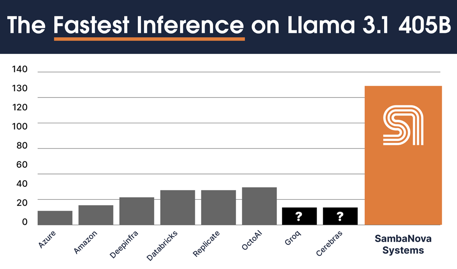 The Fastest Inference on Llama 3.1 405B
140
130
120
100
80
60
40
20
0
?
?
Azure
Amazon
Deepinfra
Databricks
Replicate
OctoAI
Groq
Cerebras
SambaNova
Systems